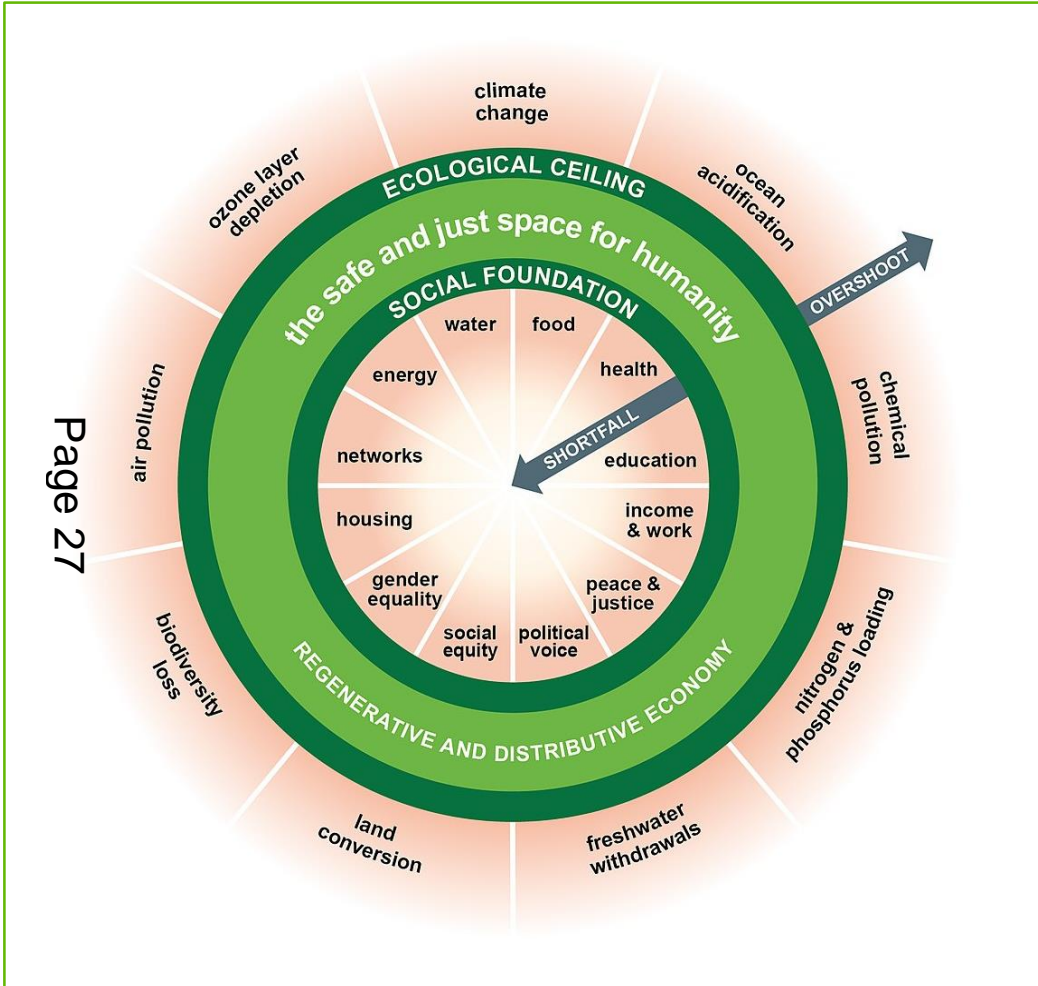 climate
change
ocean
acidification
chemical
pollution
nitrogen &
phosphorus loading
freshwater
withdrawals
land
conversion
biodiversity
loss
air pollution
ozone layer
depletion
ECOLOGICAL CEILING
the safe and just space for humanity
SOCIAL FOUNDATION
OVERSHOOT
SHORTFALL
water
food
health
education
income
& work
peace &
justice
political
voice
social
equity
gender
equality
housing
networks
energy
REGENERATIVE AND DISTRIBUTIVE ECONOMY
Page 27